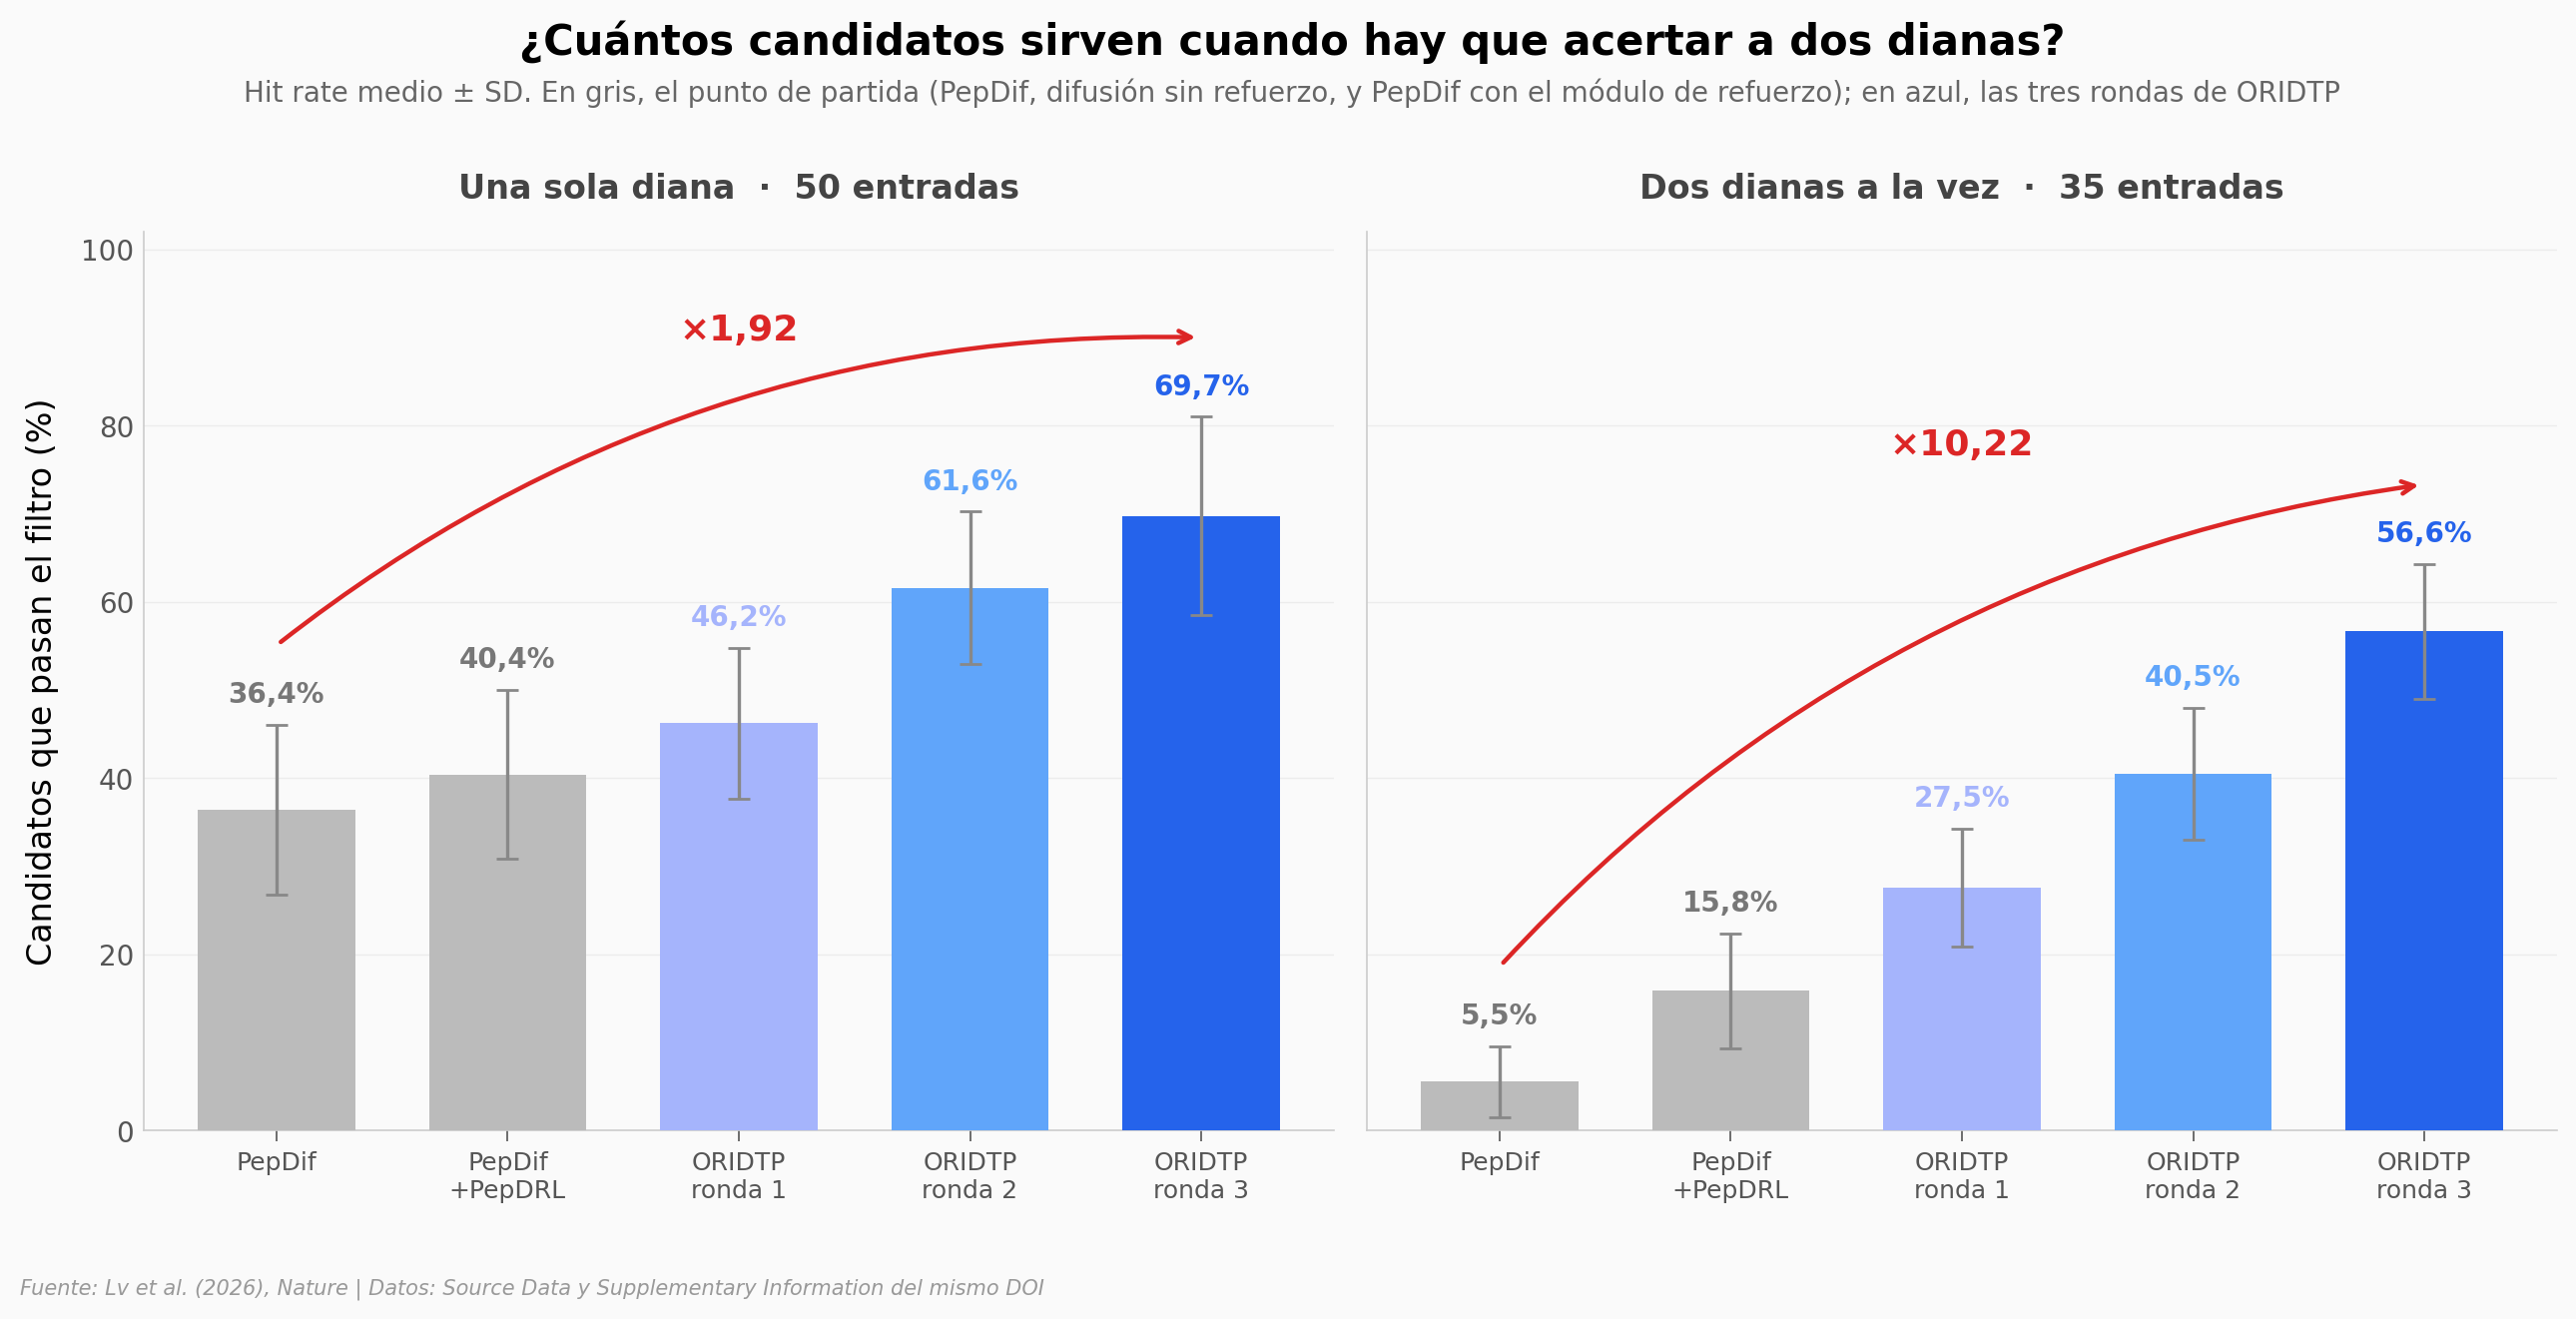 ¿Cuántos candidatos sirven cuando hay que acertar a dos dianas?
Hit rate medio ± SD. En gris, el punto de partida (PepDif, difusión sin refuerzo, y PepDif con el módulo de refuerzo); en azul, las tres rondas de ORIDTP
Una sola diana · 50 entradas
Candidatos que pasan el filtro (%)
100
80
60
40
20
0
×1,92
36,4%
40,4%
46,2%
61,6%
69,7%
PepDif
PepDif
+PepDRL
ORIDTP
ronda 1
ORIDTP
ronda 2
ORIDTP
ronda 3
Dos dianas a la vez · 35 entradas
×10,22
5,5%
15,8%
27,5%
40,5%
56,6%
PepDif
PepDif
+PepDRL
ORIDTP
ronda 1
ORIDTP
ronda 2
ORIDTP
ronda 3
Fuente: Lv et al. (2026), Nature | Datos: Source Data y Supplementary Information del mismo DOI